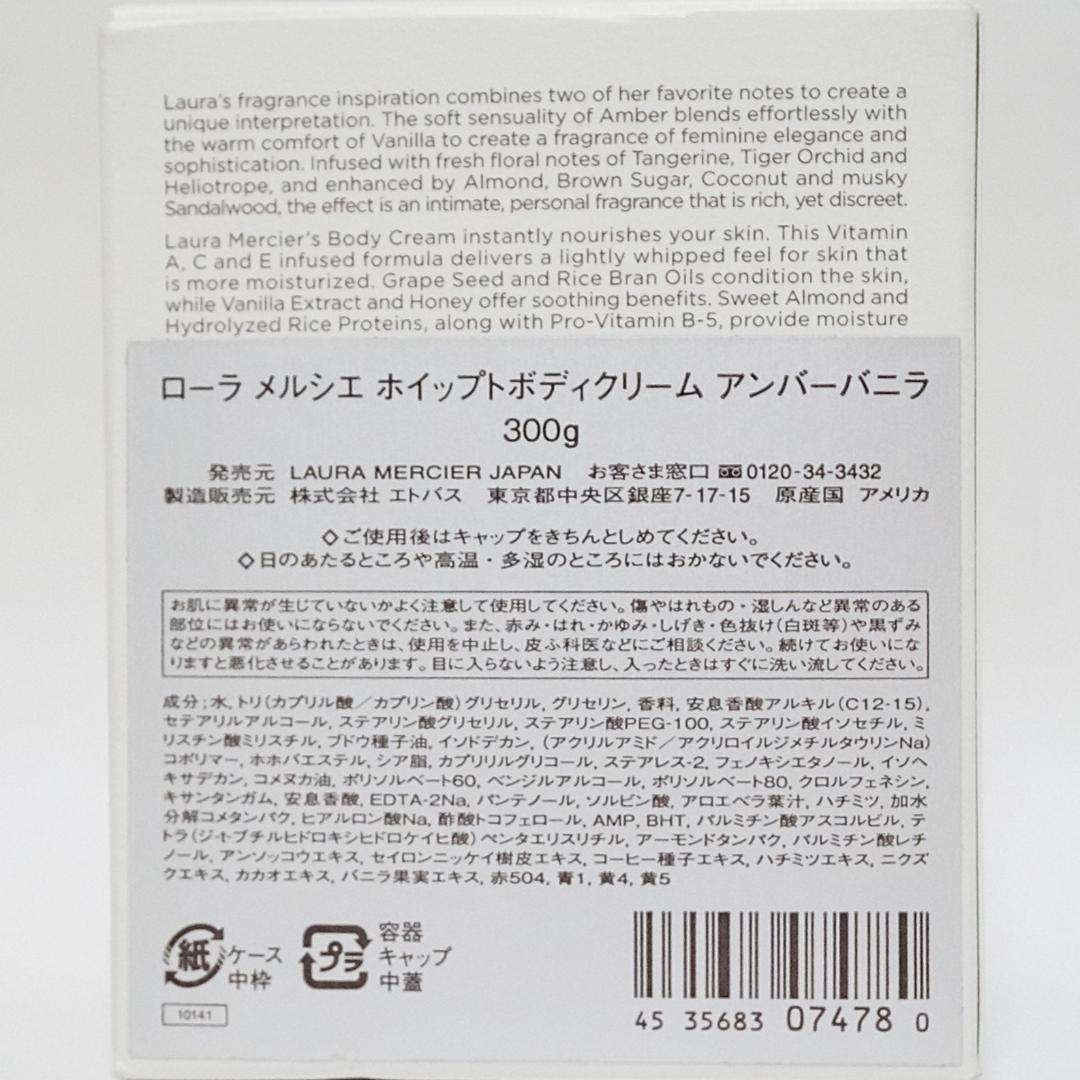 Laura's fragrance inspiration combines two of her favorite notes to create a
unique interpretation. The soft sensuality of Amber blends effortlessly with
the warm comfort of Vanilla to create a fragrance of feminine elegance and
sophistication. Infused with fresh floral notes of Tangerine, Tiger Orchid and
Heliotrope, and enhanced by Almond, Brown Sugar, Coconut and musky
Sandalwood, the effect is an intimate, personal fragrance that is rich, yet discreet.
Laura Mercier's Body Cream instantly nourishes your skin. This Vitamin
A, C and E infused formula delivers a lightly whipped feel for skin that
is more moisturized. Grape Seed and Rice Bran Oils condition the skin,
while Vanilla Extract and Honey offer soothing benefits. Sweet Almond and
Hydrolyzed Rice Proteins, along with Pro-Vitamin B-5, provide moisture
ローラ メルシエ ホイップトボディクリーム アンバーバニラ
300g
発売元 LAURA MERCIER JAPAN お客さま窓口 0120-34-3432
製造販売元 株式会社 エトバス 東京都中央区銀座7-17-15 原産国 アメリカ
◇ご使用後はキャップをきちんとしめてください。
◇日のあたるところや高温・多湿のところにはおかないでください。
お肌に異常が生じていないかよく注意して使用してください。傷やはれもの・湿しんなど異常のある
部位にはお使いにならないでください。また、赤み・はれ・かゆみ・しげき・色抜け(白斑等)や黒ずみ
などの異常があらわれたときは、使用を中止し、皮ふ科医などにご相談ください。続けてお使いにな
りますと悪化させることがあります。目に入らないよう注意し、入ったときはすぐに洗い流してください。
成分；水, トリ(カプリル酸／カプリン酸)グリセリル, グリセリン, 香料, 安息香酸アルキル(C12-15),
セテアリルアルコール, ステアリン酸グリセリル, ステアリン酸PEG-100, ステアリン酸イソセチル, ミ
リスチン酸ミリスチル, ブドウ種子油, イソドデカン, (アクリルアミド／アクリロイルジメチルタウリンNa)
コポリマー, ホホバエステル, シア脂, カプリリルグリコール, ステアレス-2, フェノキシエタノール, イソヘ
キサデカン, コメヌカ油, ポリソルベート60, ベンジルアルコール, ポリソルベート80, クロルフェネシン,
キサンタンガム, 安息香酸, EDTA-2Na, パンテノール, ソルビン酸, アロエベラ葉汁, ハチミツ, 加水
分解コメタンパク, ヒアルロン酸Na, 酢酸トコフェロール, AMP, BHT, パルミチン酸アスコルビル, テ
トラ(ジ-t-ブチルヒドロキシヒドロケイヒ酸)ペンタエリスリチル, アーモンドタンパク, パルミチン酸レチ
ノール, アンソッコウエキス, セイロンニッケイ樹皮エキス, コーヒー種子エキス, ハチミツエキス, ニクズ
クエキス, カカオエキス, バニラ果実エキス, 赤504, 青1, 黄4, 黄5
紙 ケース
中枠
プラ 容器
キャップ
中蓋
10141
45 35683 07478 0